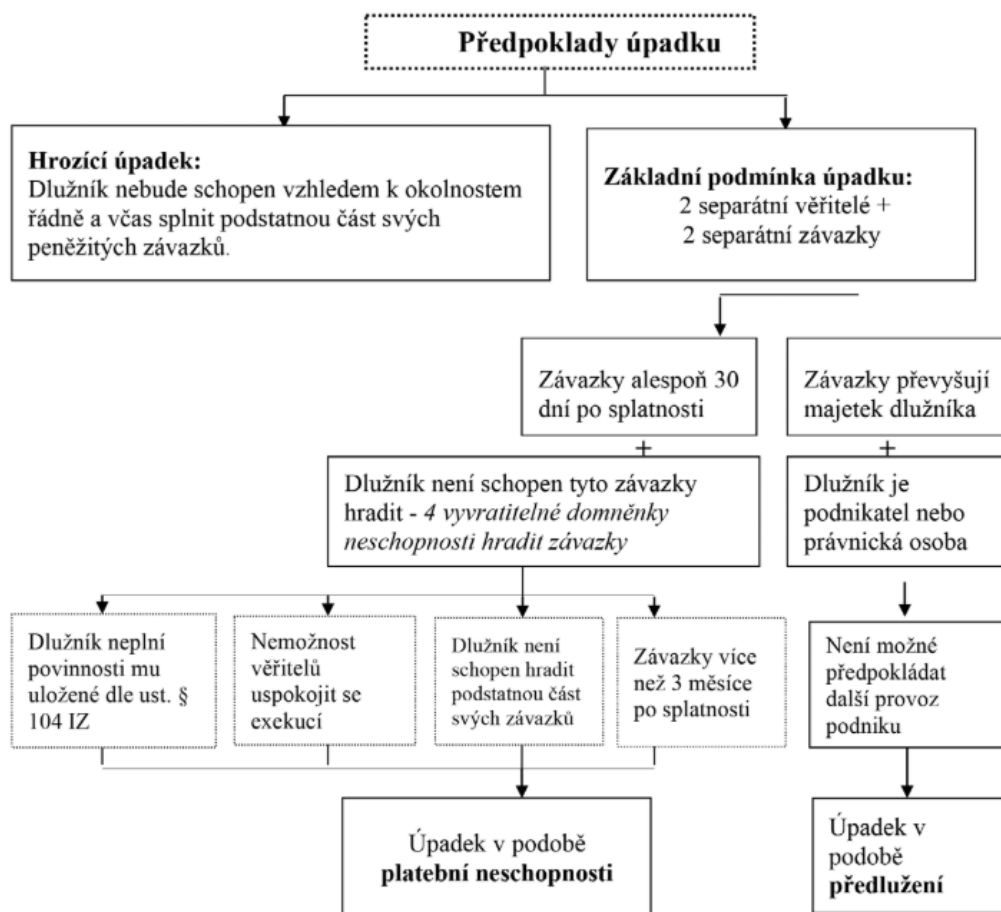 Předpoklady úpadku
Hrozící úpadek:
Dlužník nebude schopen vzhledem k okolnostem
řádně a včas splnit podstatnou část svých
peněžitých závazků.
Základní podmínka úpadku:
2 separátní věřitelé +
2 separátní závazky
Závazky alespoň 30
dní po splatnosti
Závazky převyšují
majetek dlužníka
+
+
Dlužník není schopen tyto závazky
hradit - 4 vyvratitelné domněnky
neschopnosti hradit závazky
Dlužník je
podnikatel nebo
právnická osoba
Dlužník neplní
povinnosti mu
uložené dle ust. §
104 IZ
Nemožnost
věřitelů
uspokojit se
exekucí
Dlužník není
schopen hradit
podstatnou část
svých závazků
Závazky více
než 3 měsíce
po splatnosti
Není možné
předpokládat
další provoz
podniku
Úpadek v podobě
platební neschopnosti
Úpadek v
podobě
předlužení